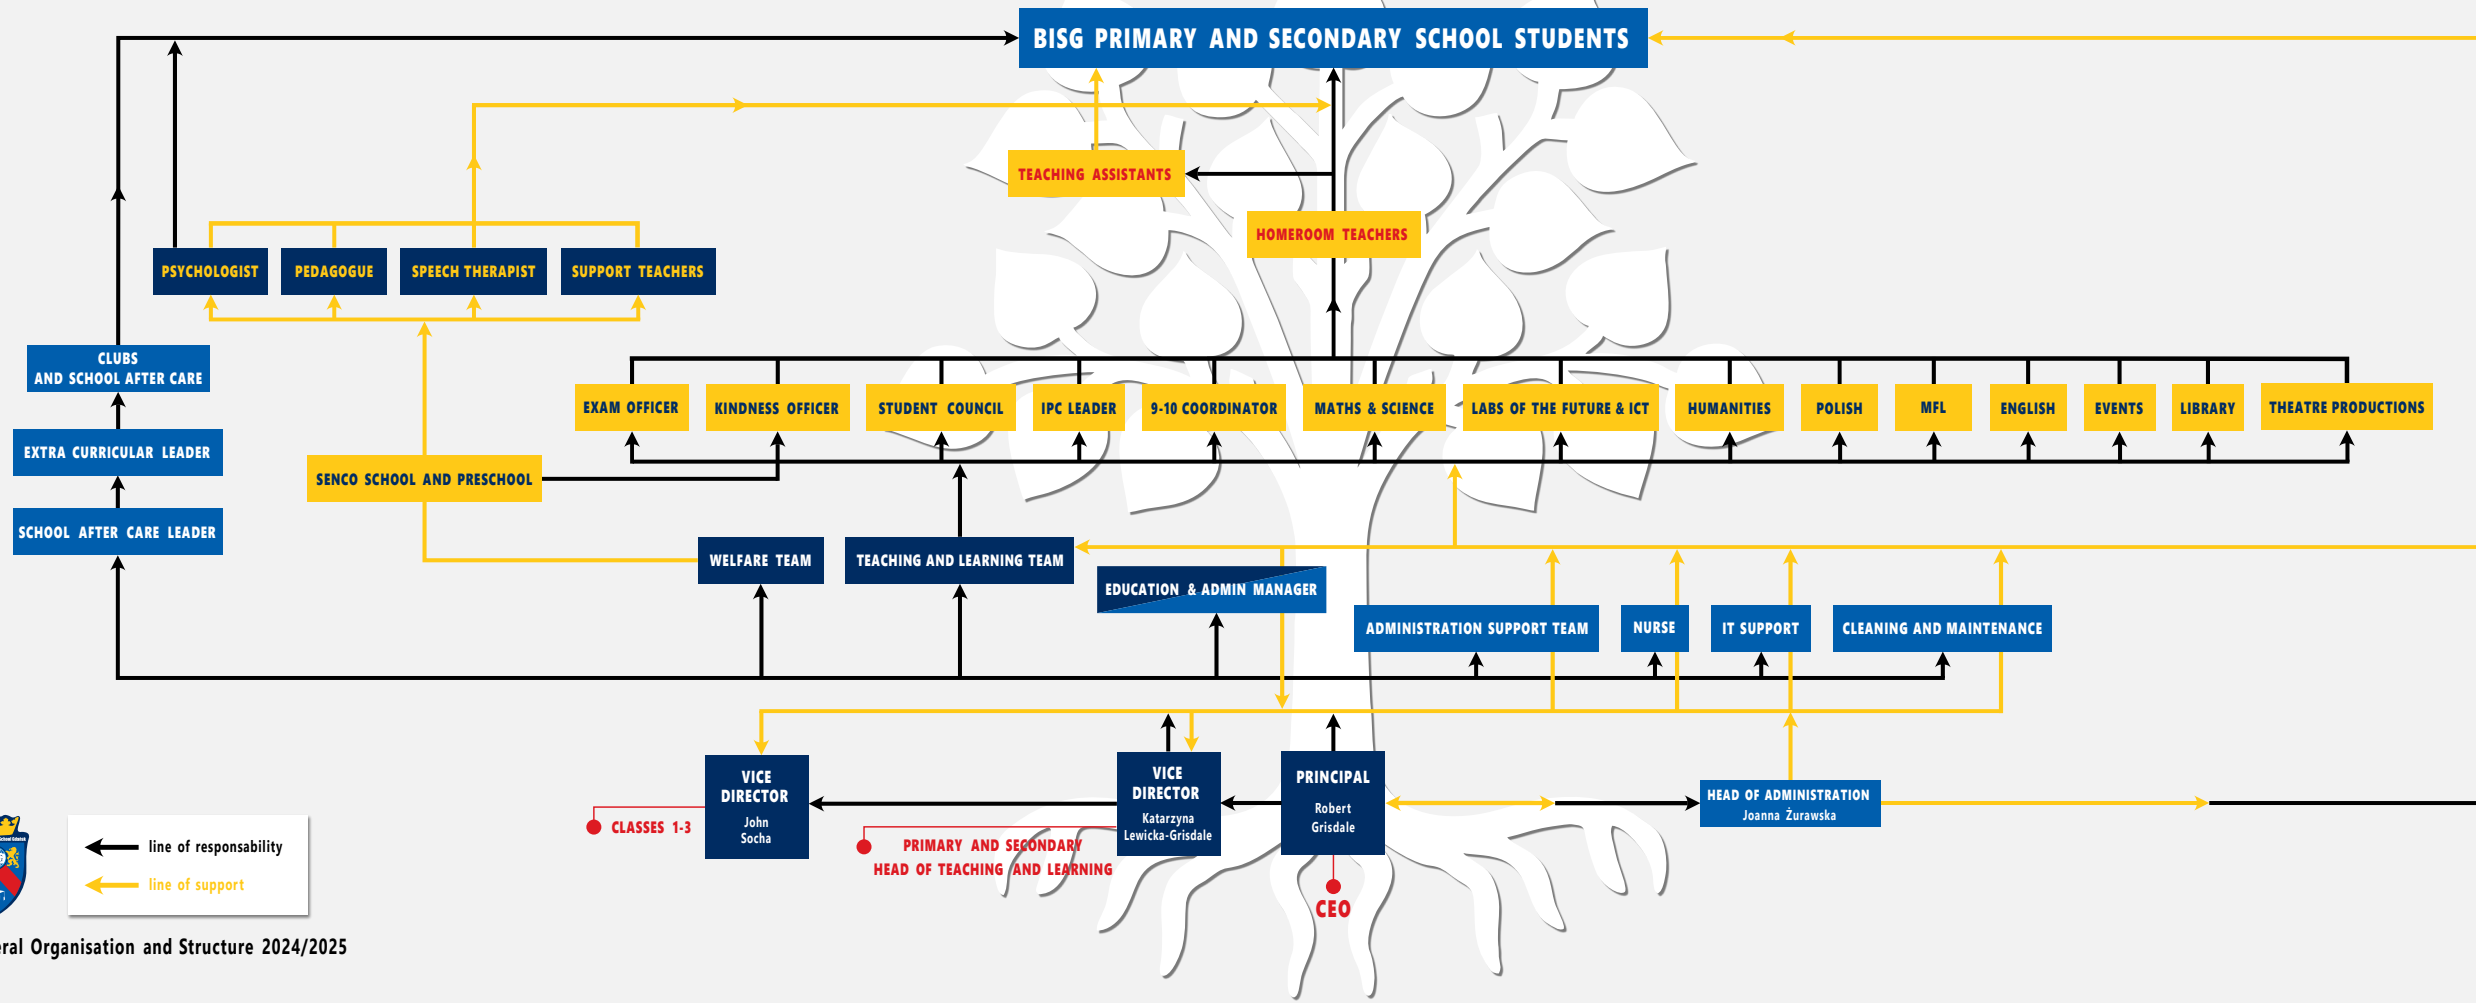 BISG PRIMARY AND SECONDARY SCHOOL STUDENTS
TEACHING ASSISTANTS
HOMEROOM TEACHERS
PSYCHOLOGIST
PEDAGOGUE
SPEECH THERAPIST
SUPPORT TEACHERS
CLUBS
AND SCHOOL AFTER CARE
EXAM OFFICER
KINDNESS OFFICER
STUDENT COUNCIL
IPC LEADER
9-10 COORDINATOR
MATHS & SCIENCE
LABS OF THE FUTURE & ICT
HUMANITIES
POLISH
MFL
ENGLISH
EVENTS
LIBRARY
THEATRE PRODUCTIONS
EXTRA CURRICULAR LEADER
SENCO SCHOOL AND PRESCHOOL
SCHOOL AFTER CARE LEADER
WELFARE TEAM
TEACHING AND LEARNING TEAM
EDUCATION & ADMIN MANAGER
ADMINISTRATION SUPPORT TEAM
NURSE
IT SUPPORT
CLEANING AND MAINTENANCE
VICE
DIRECTOR
John
Socha
CLASSES 1-3
VICE
DIRECTOR
Katarzyna
Lewicka-Grisdale
PRIMARY AND SECONDARY
HEAD OF TEACHING AND LEARNING
PRINCIPAL
Robert
Grisdale
CEO
HEAD OF ADMINISTRATION
Joanna Żurawska
line of responsability
line of support
eral Organisation and Structure 2024/2025